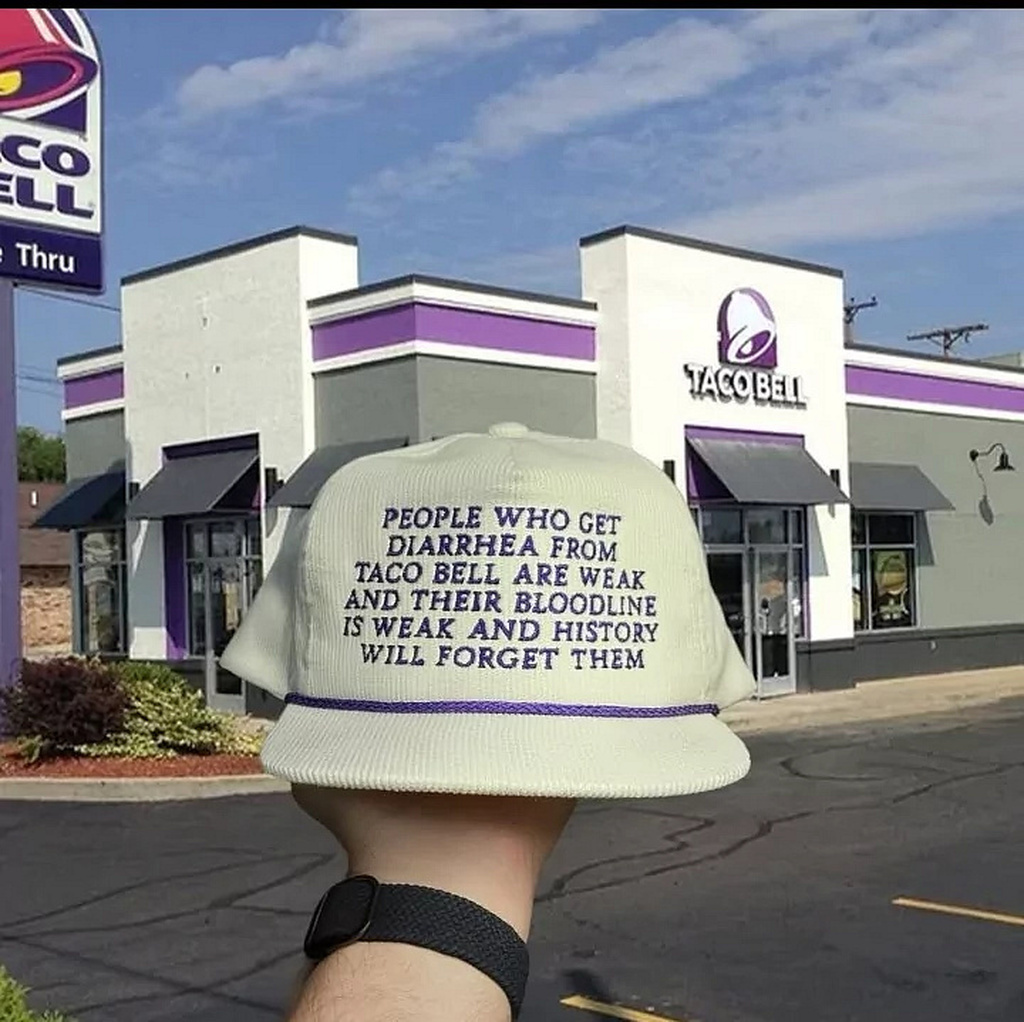 CO
ELL
Thru
TACO BELL
PEOPLE WHO GET
DIARRHEA FROM
TACO BELL ARE WEAK
AND THEIR BLOODLINE
IS WEAK AND HISTORY
WILL FORGET THEM